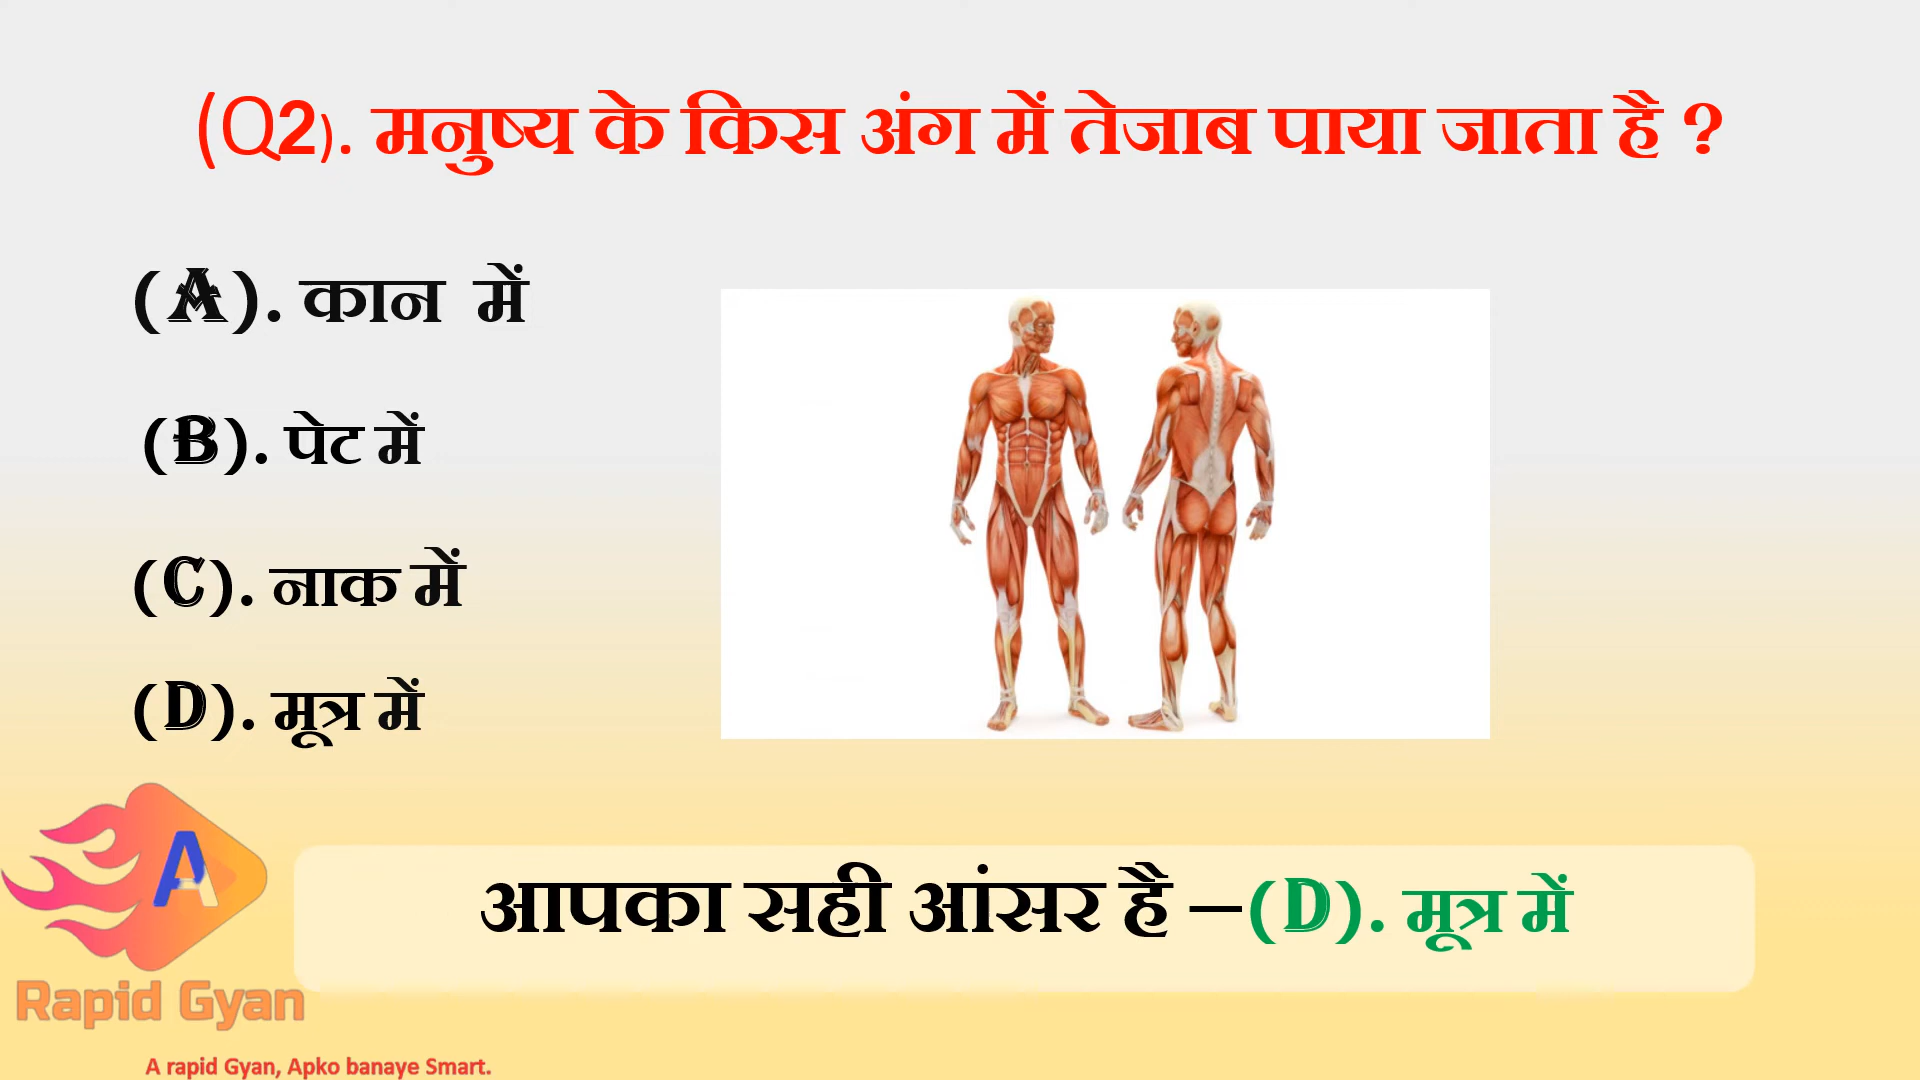 (Q2). मनुष्य के किस अंग में तेजाब पाया जाता है ?
(A). कान में
(B). पेट में
(C). नाक में
(D). मूत्र में
आपका सही आंसर है –(D). मूत्र में
A
Rapid Gyan
A rapid Gyan, Apko banaye Smart.